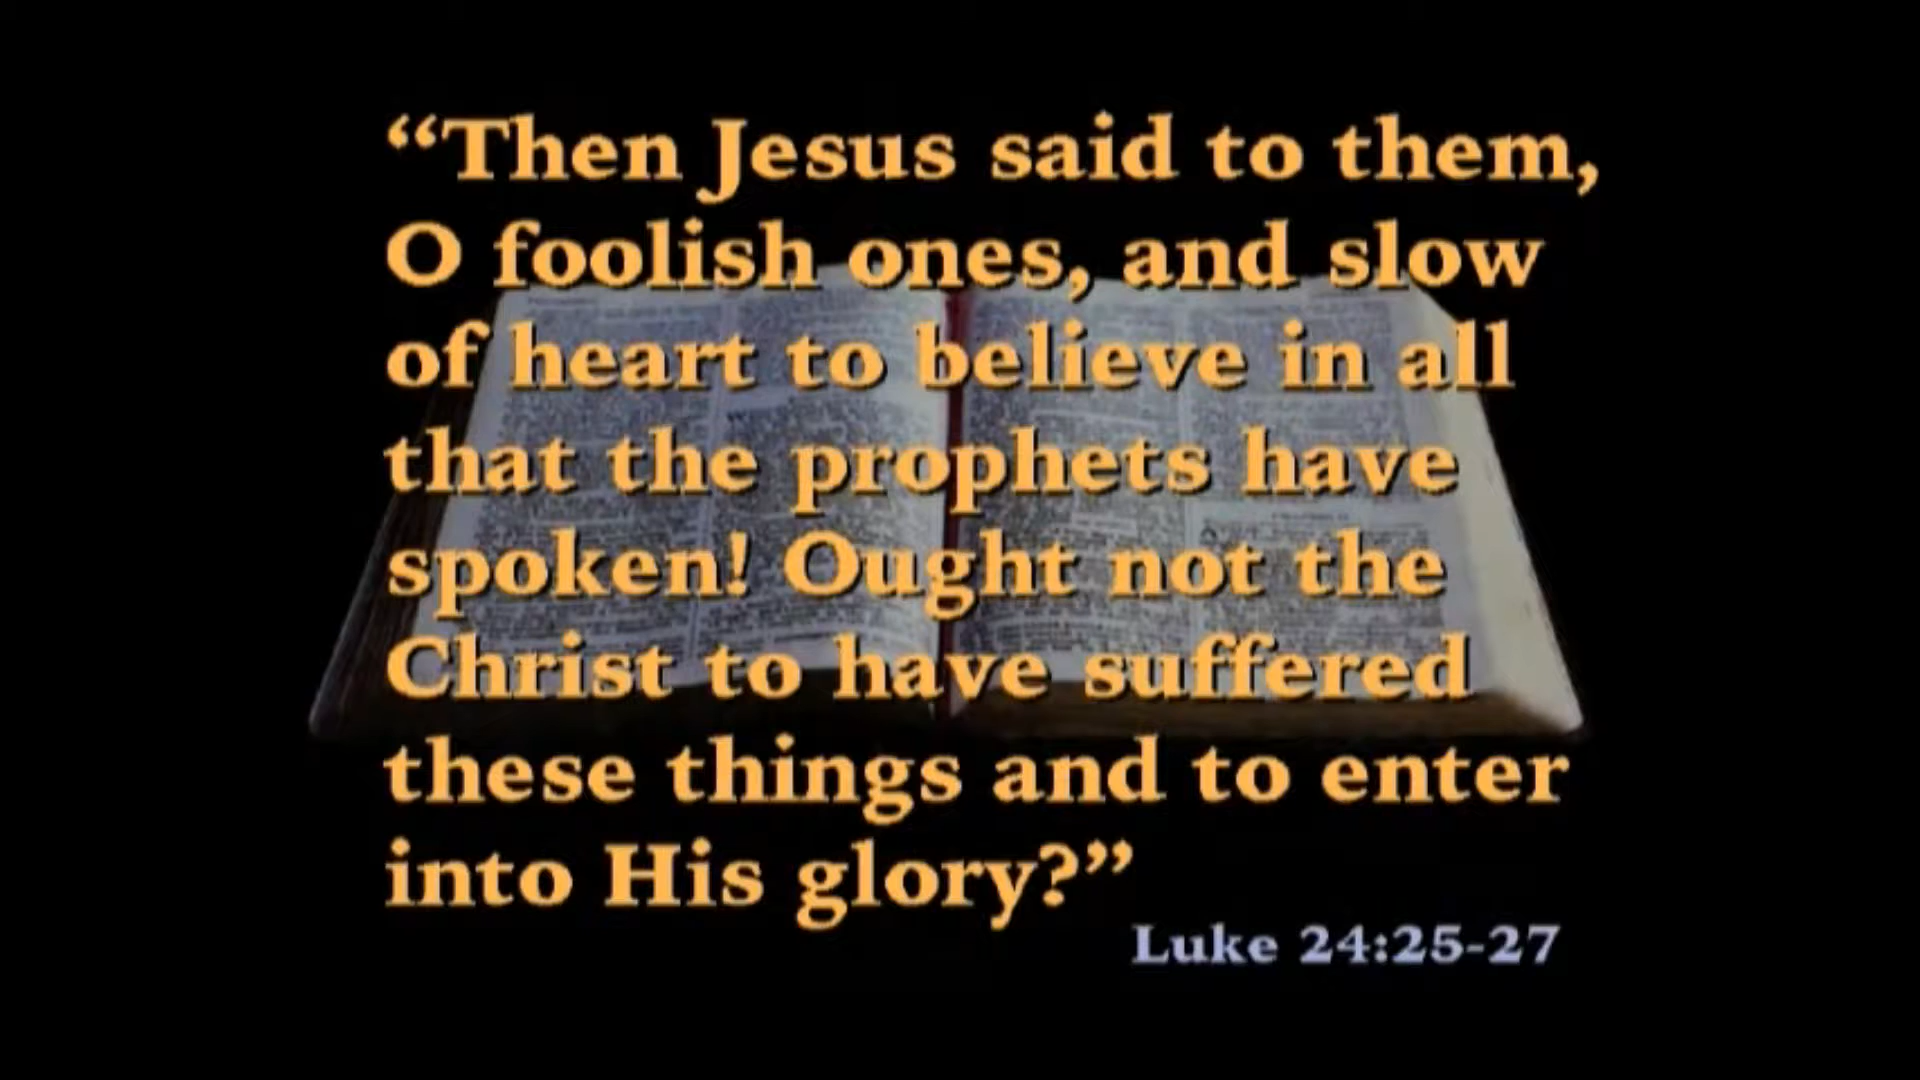 “Then Jesus said to them,
O foolish ones, and slow
of heart to believe in all
that the prophets have
spoken! Ought not the
Christ to have suffered
these things and to enter
into His glory?”
Luke 24:25-27